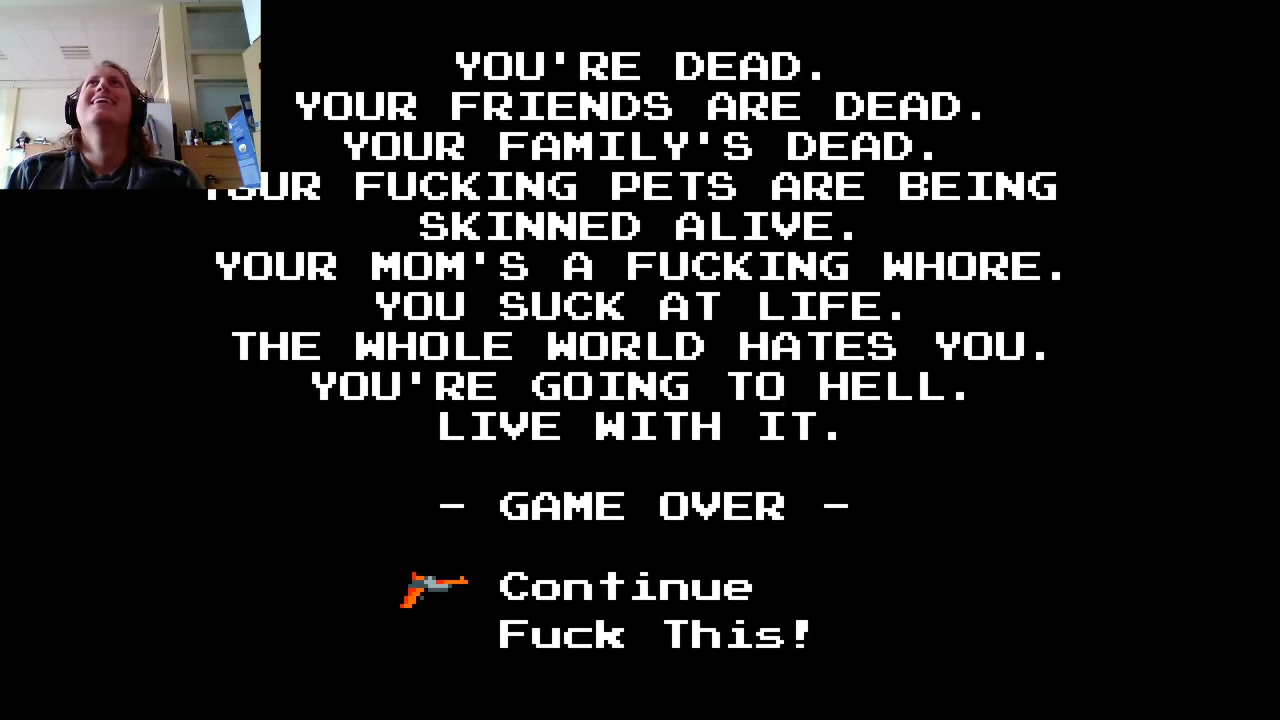 YOU'RE DEAD.
YOUR FRIENDS ARE DEAD.
YOUR FAMILY'S DEAD.
YOUR FUCKING PETS ARE BEING
SKINNED ALIVE.
YOUR MOM'S A FUCKING WHORE.
YOU SUCK AT LIFE.
THE WHOLE WORLD HATES YOU.
YOU'RE GOING TO HELL.
LIVE WITH IT.
- GAME OVER -
Continue
Fuck This!